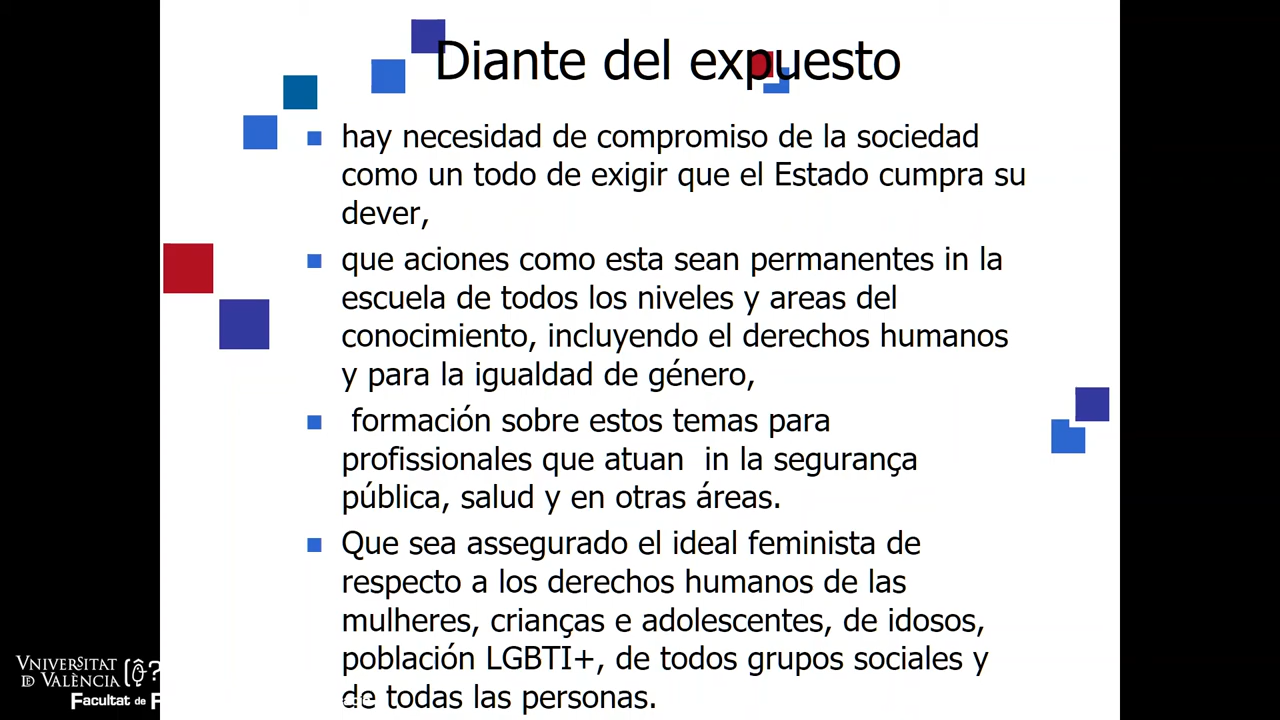 Diante del expuesto
hay necesidad de compromiso de la sociedad
como un todo de exigir que el Estado cumpra su
dever,
que aciones como esta sean permanentes in la
escuela de todos los niveles y areas del
conocimiento, incluyendo el derechos humanos
y para la igualdad de género,
formación sobre estos temas para
profissionales que atuan in la segurança
pública, salud y en otras áreas.
Que sea assegurado el ideal feminista de
respecto a los derechos humanos de las
mulheres, crianças e adolescentes, de idosos,
población LGBTI+, de todos grupos sociales y
de todas las personas.
VNIVERSITAT
DE VALÈNCIA
Facultat de F